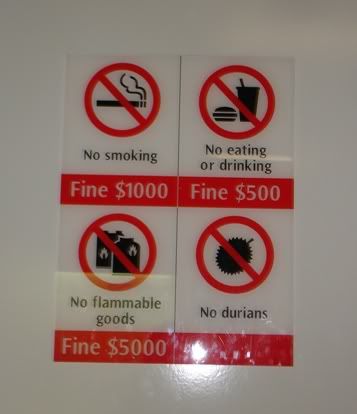 No smoking
Fine $1000
No eating
or drinking
Fine $500
No flammable
goods
Fine $5000
No durians